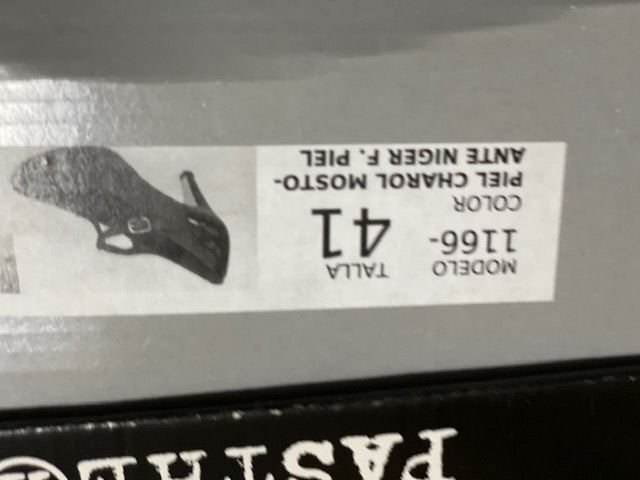 MODELO TALLA
1166- 41
COLOR
PIEL CHAROL MOSTO-
ANTE NIGER F. PIEL